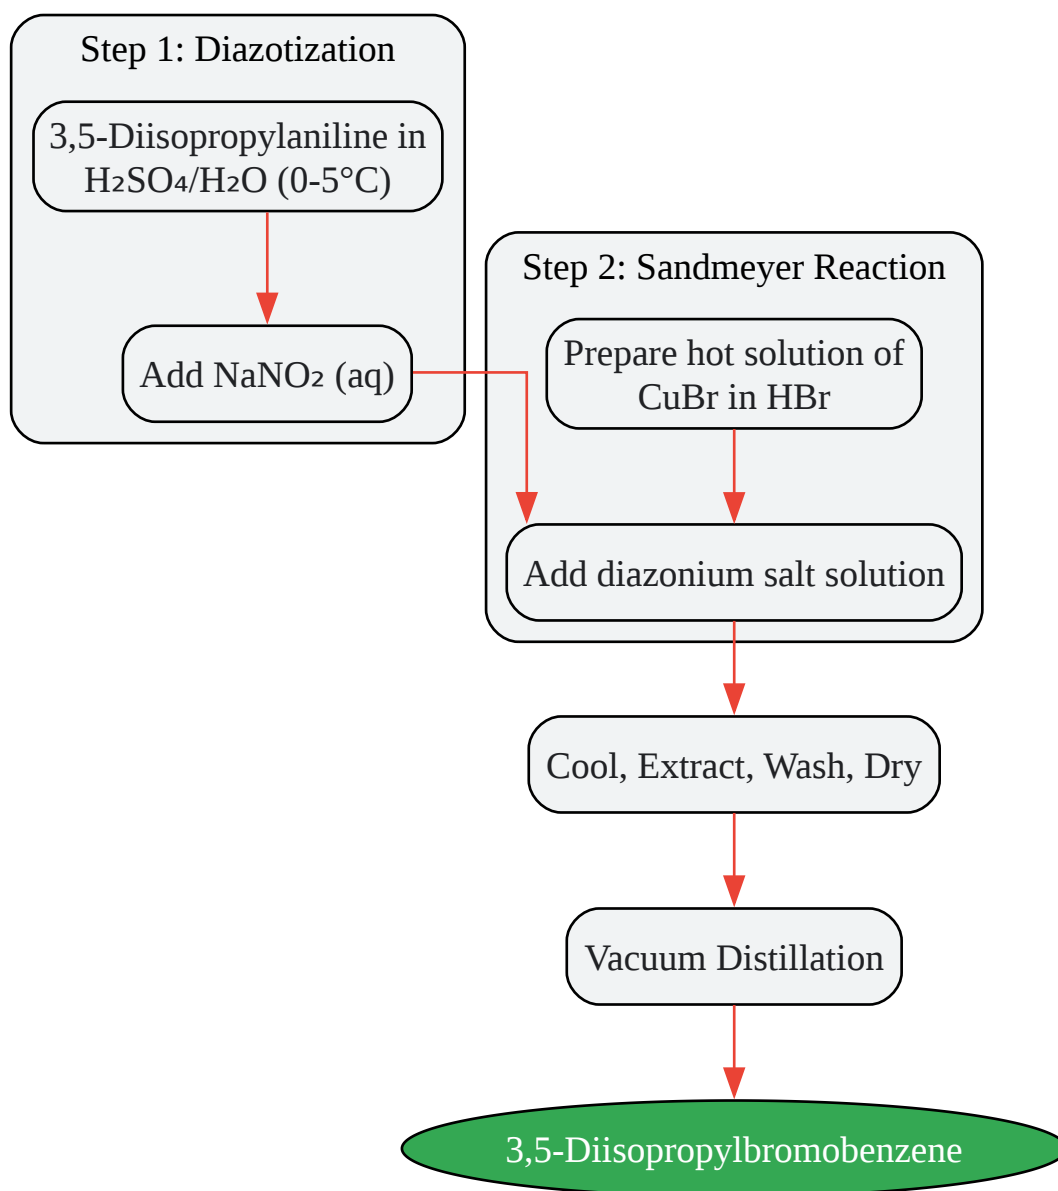 Step 1: Diazotization
3,5-Diisopropylaniline in
H₂SO₄/H₂O (0-5°C)
Add NaNO₂ (aq)
Step 2: Sandmeyer Reaction
Prepare hot solution of
CuBr in HBr
Add diazonium salt solution
Cool, Extract, Wash, Dry
Vacuum Distillation
3,5-Diisopropylbromobenzene